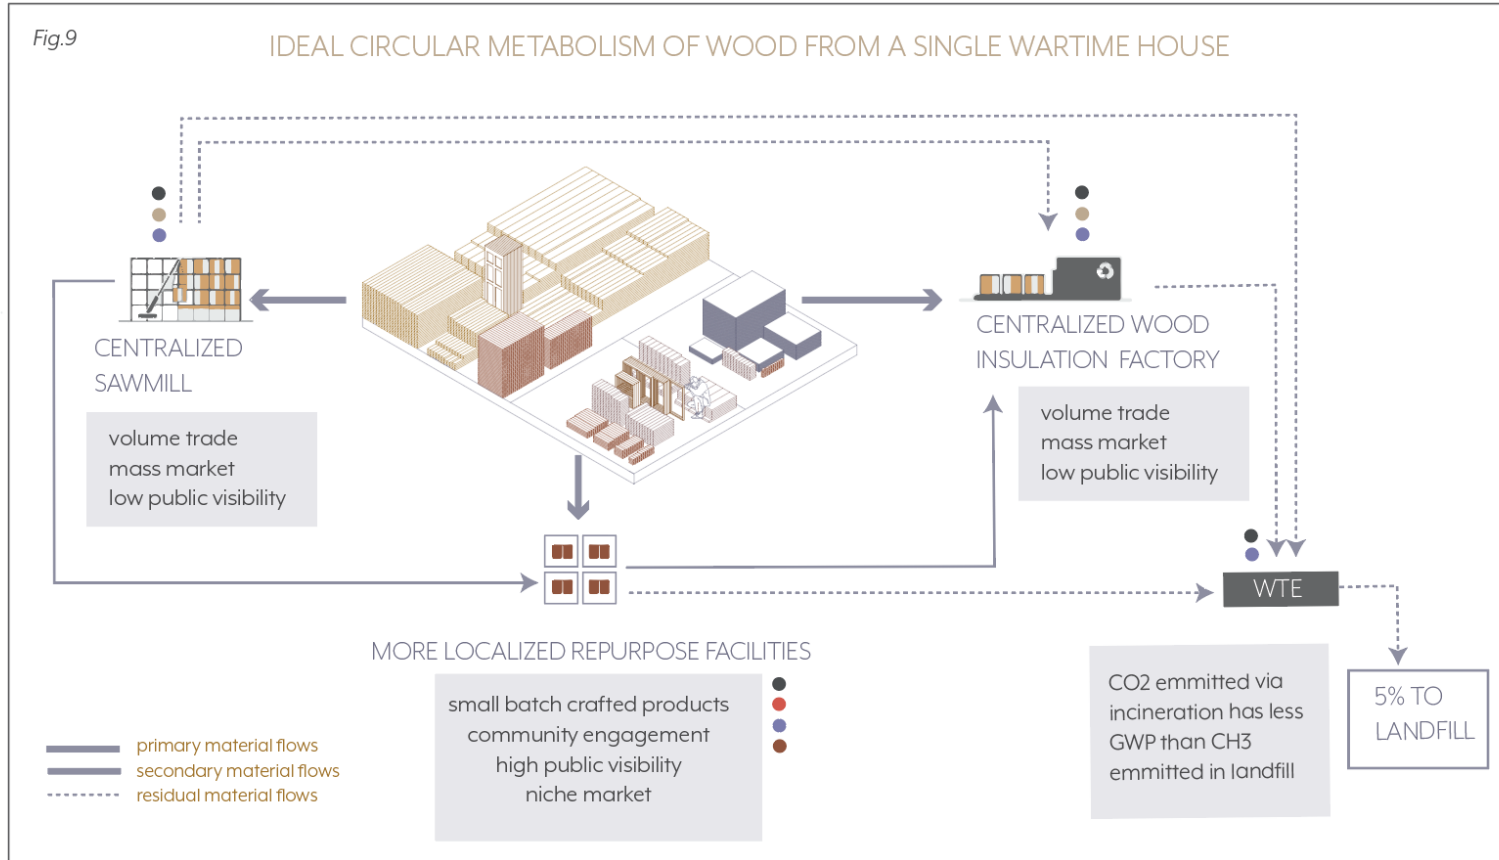 Fig.9
IDEAL CIRCULAR METABOLISM OF WOOD FROM A SINGLE WARTIME HOUSE
CENTRALIZED
SAWMILL
volume trade
mass market
low public visibility
CENTRALIZED WOOD
INSULATION FACTORY
volume trade
mass market
low public visibility
MORE LOCALIZED REPURPOSE FACILITIES
small batch crafted products
community engagement
high public visibility
niche market
WTE
CO2 emmitted via
incineration has less
GWP than CH3
emmitted in landfill
5% TO
LANDFILL
primary material flows
secondary material flows
residual material flows